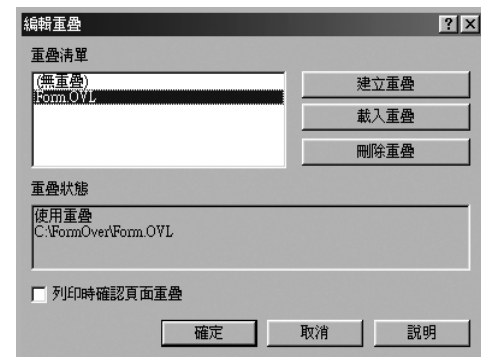 編輯重疊
重疊清單
(無重疊)
Form.OVL
建立重疊
載入重疊
刪除重疊
重疊狀態
使用重疊
C:\FormOver\Form.OVL
列印時確認頁面重疊
確定
取消
說明